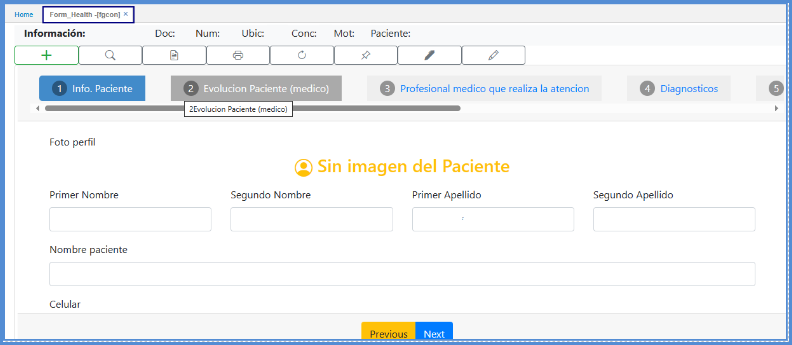 Home Form_Health -[fgcon] ×
Información: Doc: Num: Ubic: Conc: Mot: Paciente:
1 Info. Paciente 2 Evolucion Paciente (medico) 3 Profesional medico que realiza la atencion 4 Diagnosticos 5
2Evolucion Paciente (medico)
Foto perfil
Sin imagen del Paciente
Primer Nombre Segundo Nombre Primer Apellido Segundo Apellido
Nombre paciente
Celular
Previous Next